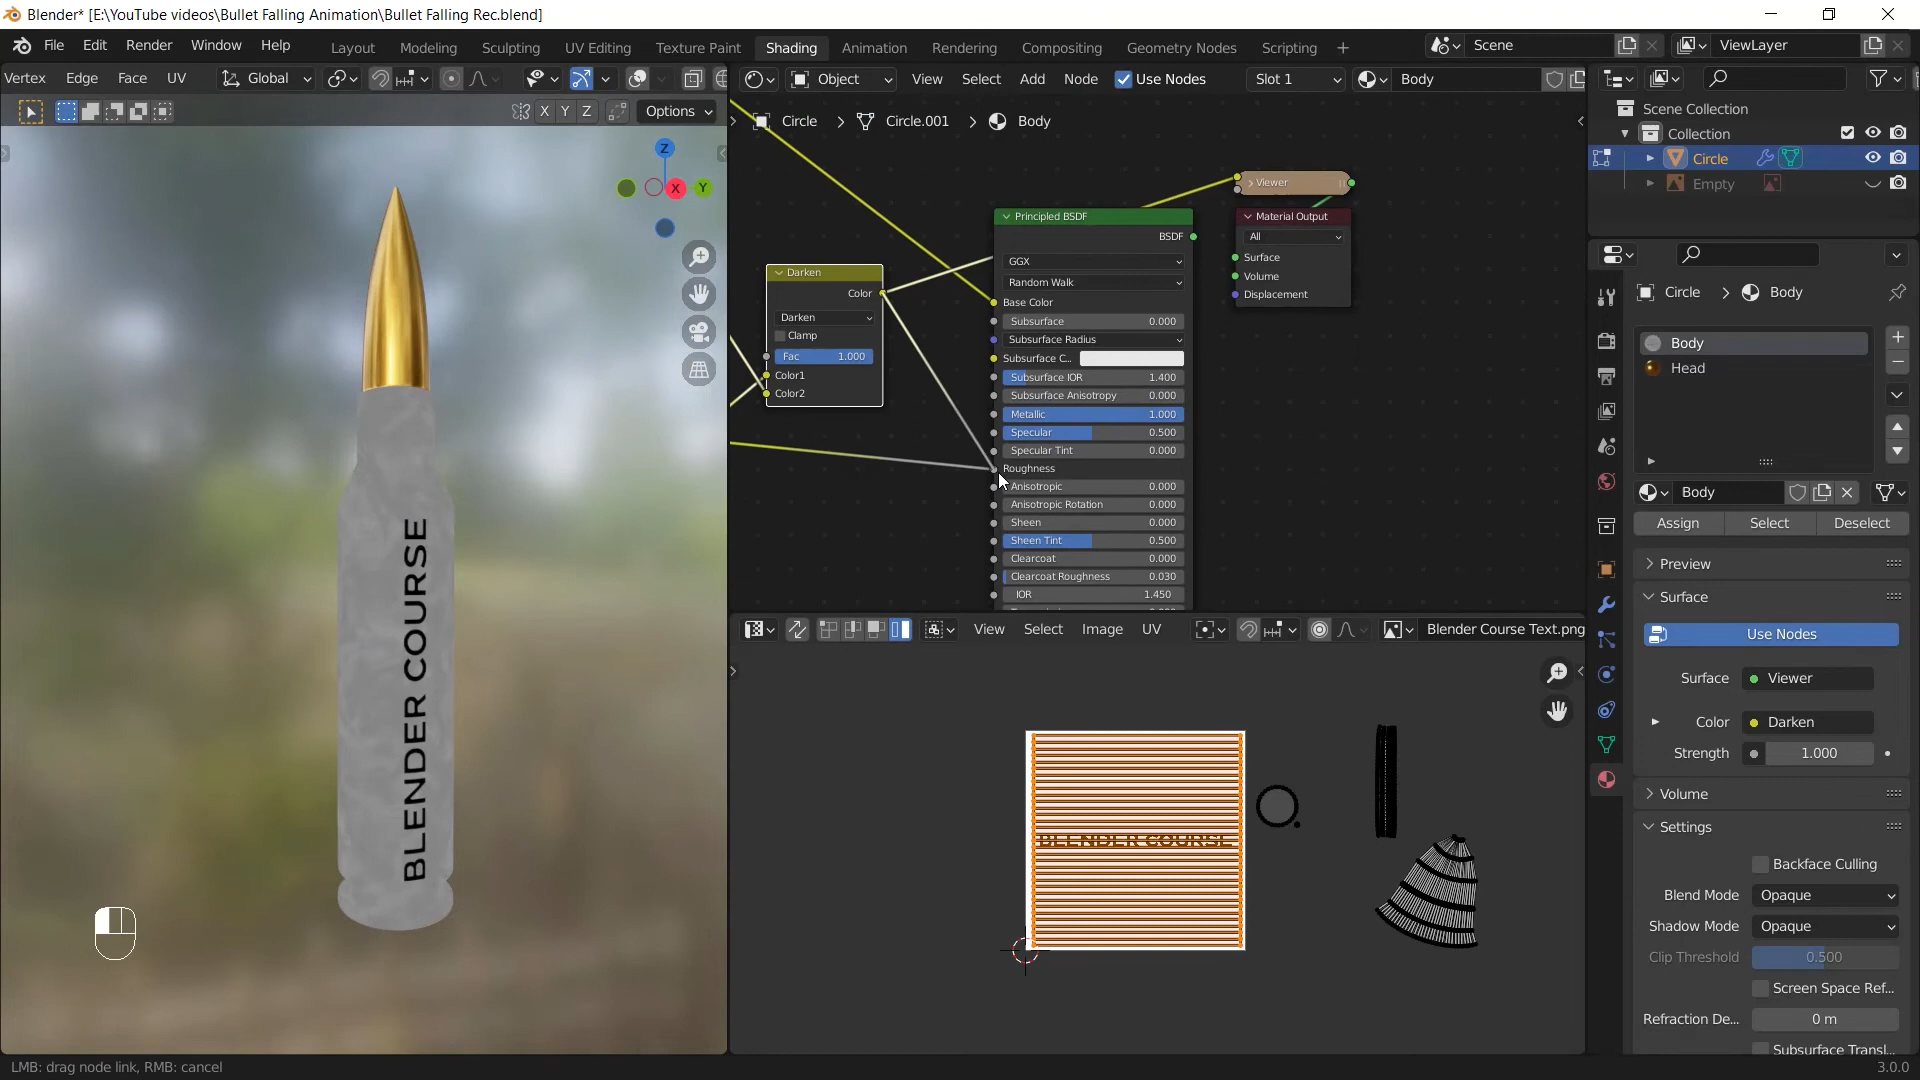 Blender* [E:\YouTube videos\Bullet Falling Animation\Bullet Falling Rec.blend]
File Edit Render Window Help
Layout Modeling Sculpting UV Editing Texture Paint Shading Animation Rendering Compositing Geometry Nodes Scripting
Scene
ViewLayer
Vertex Edge Face UV
Global
Object
View Select Add Node
Use Nodes
Slot 1
Body
X Y Z
Options
Circle > Circle.001 > Body
Scene Collection
Collection
Circle
Empty
Z
X
Y
BLENDER COURSE
Darken
Color
Darken
Clamp
Fac 1.000
Color1
Color2
Principled BSDF
BSDF
GGX
Random Walk
Base Color
Subsurface 0.000
Subsurface Radius
Subsurface C..
Subsurface IOR 1.400
Subsurface Anisotropy 0.000
Metallic 1.000
Specular 0.500
Specular Tint 0.000
Roughness
Anisotropic 0.000
Anisotropic Rotation 0.000
Sheen 0.000
Sheen Tint 0.500
Clearcoat 0.000
Clearcoat Roughness 0.030
IOR 1.450
Viewer
Material Output
All
Surface
Volume
Displacement
View Select Image UV
Blender Course Text.png
BLENDER COURSE
Circle > Body
Body
Head
Body
Assign Select Deselect
Preview
Surface
Use Nodes
Surface Viewer
Color Darken
Strength 1.000
Volume
Settings
Backface Culling
Blend Mode Opaque
Shadow Mode Opaque
Clip Threshold 0.500
Screen Space Ref...
Refraction De... 0 m
Subsurface Transl...
LMB: drag node link, RMB: cancel
3.0.0